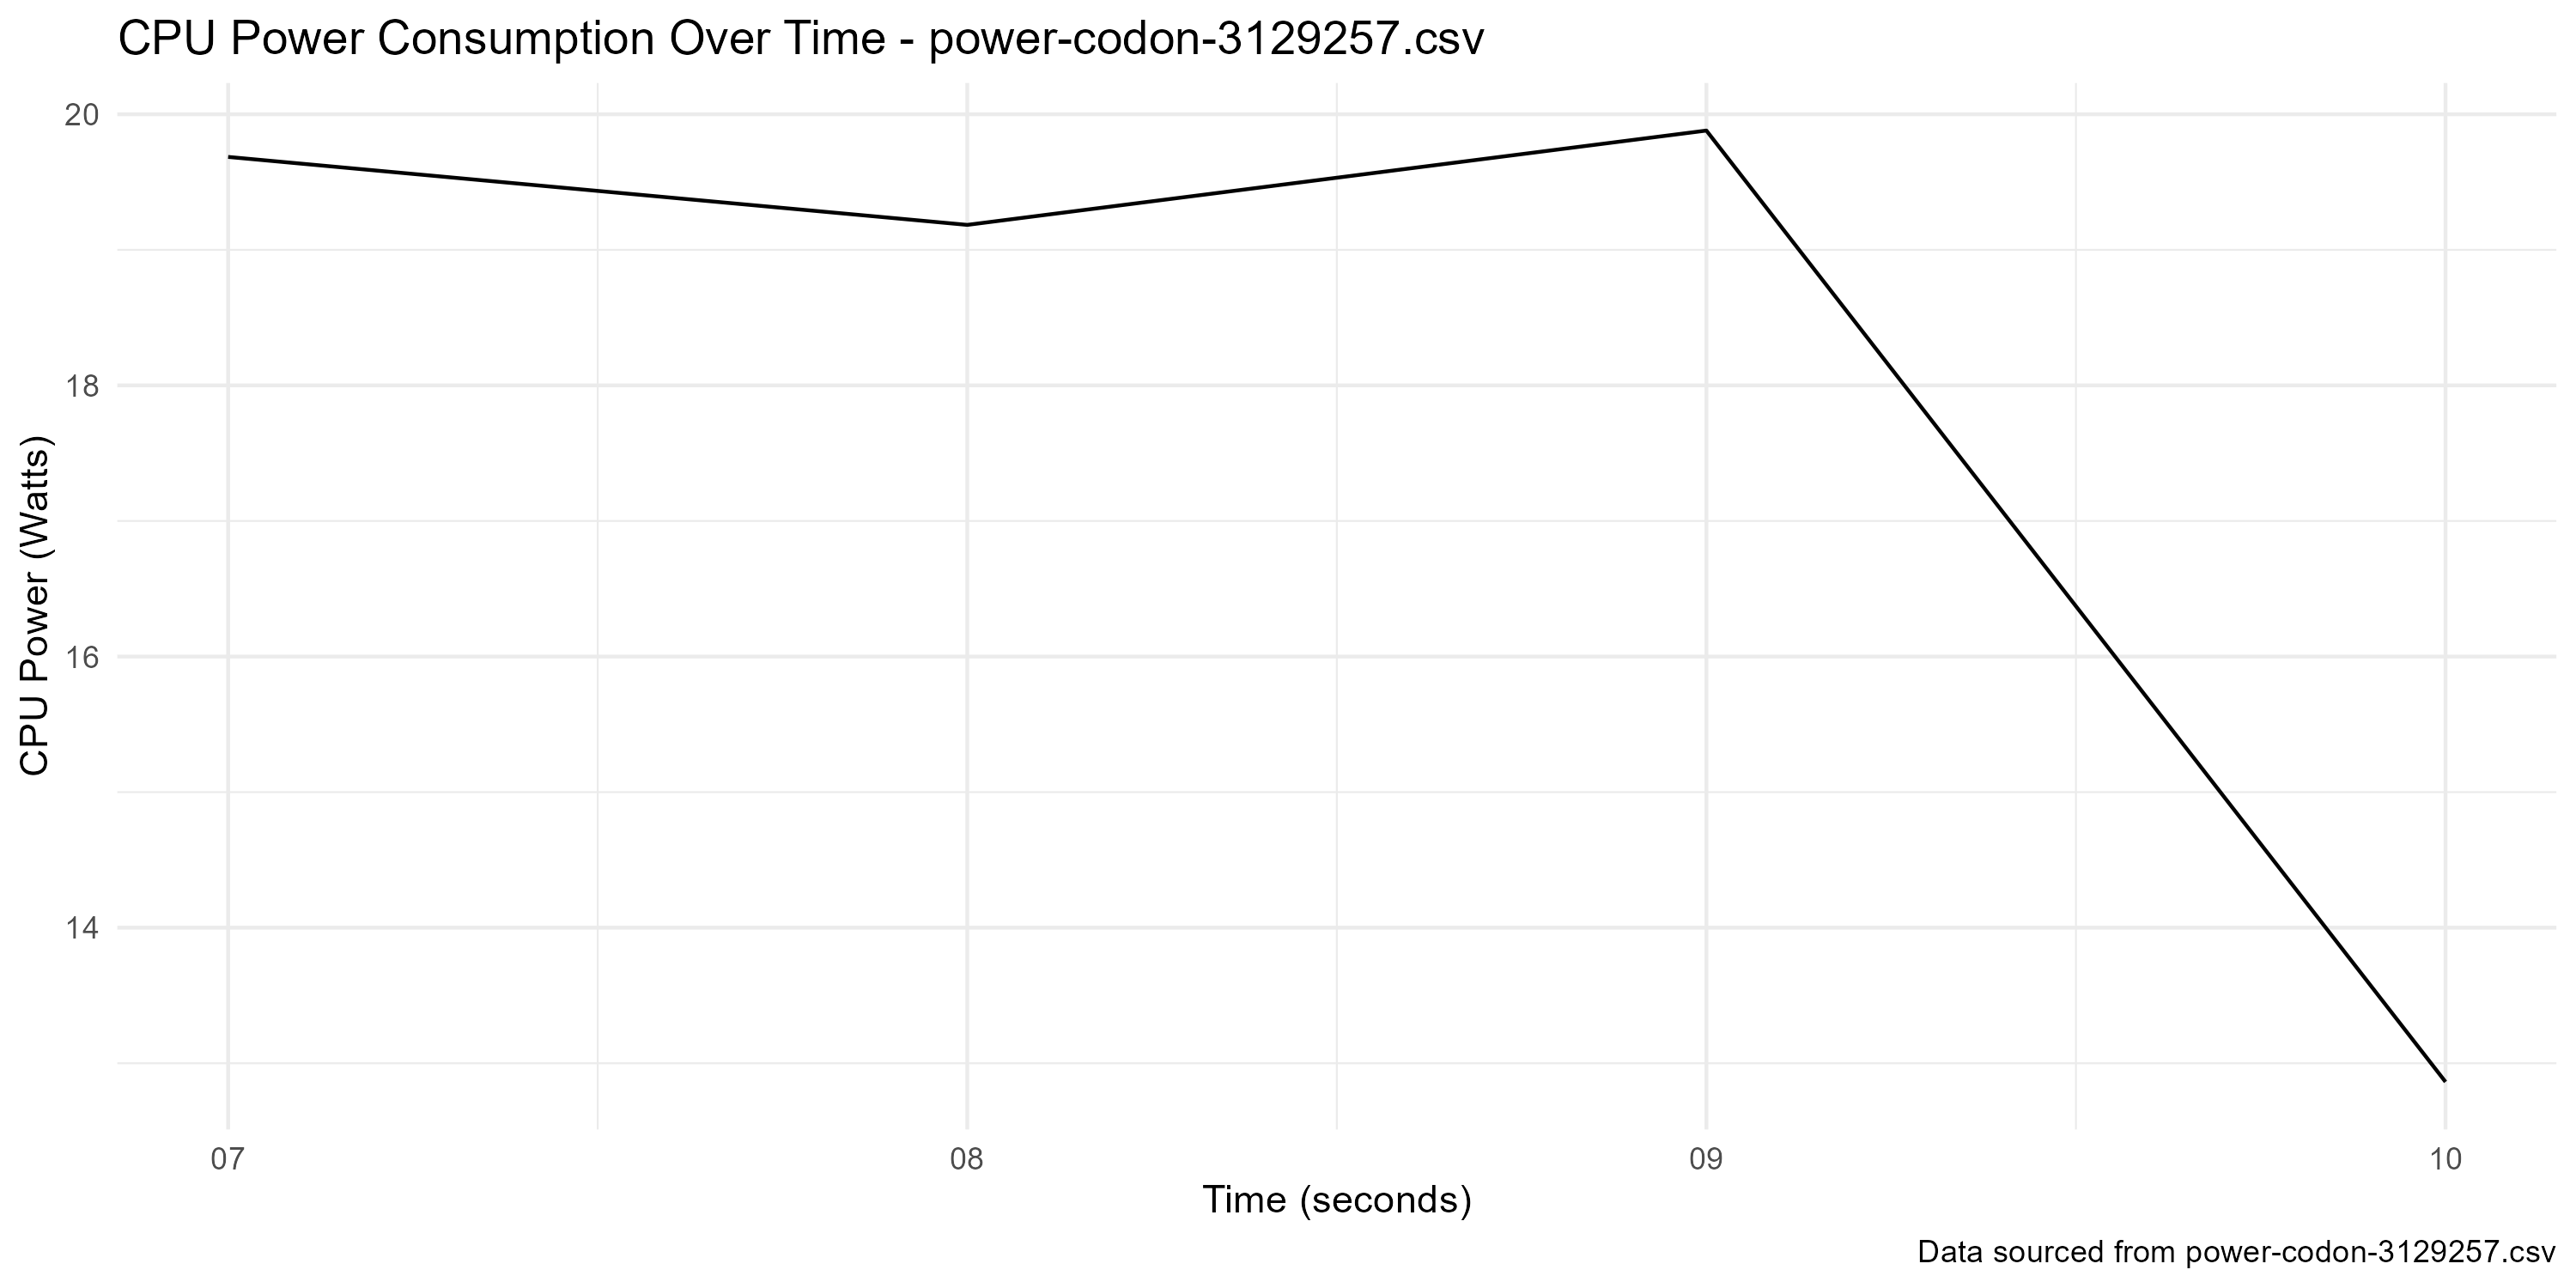 CPU Power Consumption Over Time - power-codon-3129257.csv
20
18
16
14
CPU Power (Watts)
07 08 09 10
Time (seconds)
Data sourced from power-codon-3129257.csv